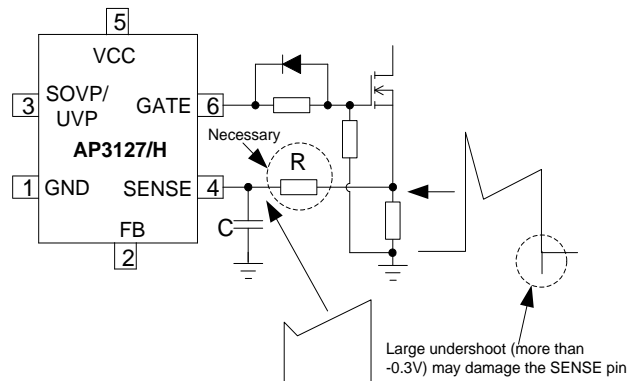 5
VCC
3
SOVP/
UVP
GATE
6
AP3127/H
Necessary
R
1
GND
SENSE
4
C
FB
2
Large undershoot (more than
-0.3V) may damage the SENSE pin